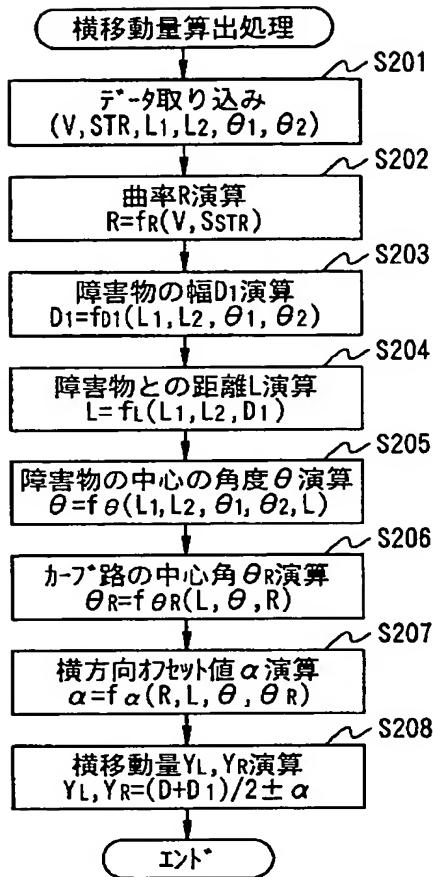 横移動量算出処理
S201
データ取り込み
(V, STR, L1, L2, θ1, θ2)
S202
曲率R演算
R=fR(V, SSTR)
S203
障害物の幅D1演算
D1=fD1(L1, L2, θ1, θ2)
S204
障害物との距離L演算
L=fL(L1, L2, D1)
S205
障害物の中心の角度θ演算
θ=fθ(L1, L2, θ1, θ2, L)
S206
カーブ路の中心角θR演算
θR=fθR(L, θ, R)
S207
横方向オフセット値α演算
α=fα(R, L, θ, θR)
S208
横移動量YL, YR演算
YL, YR=(D+D1)/2±α
エンド